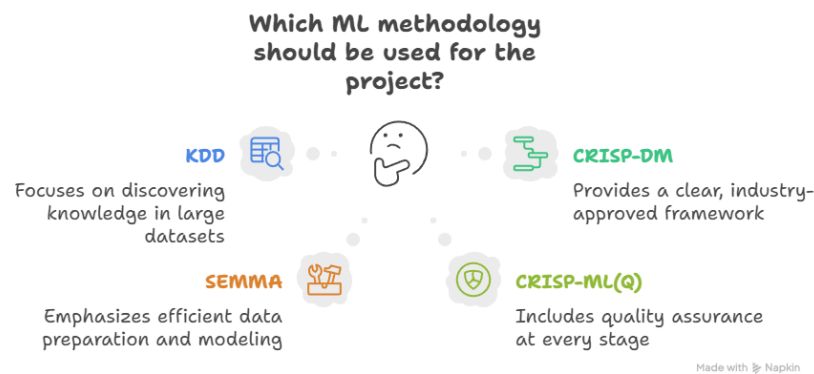 Which ML methodology
should be used for the
project?
KDD
Focuses on discovering
knowledge in large
datasets
CRISP-DM
Provides a clear, industry-
approved framework
SEMMA
Emphasizes efficient data
preparation and modeling
CRISP-ML(Q)
Includes quality assurance
at every stage
Made with Napkin